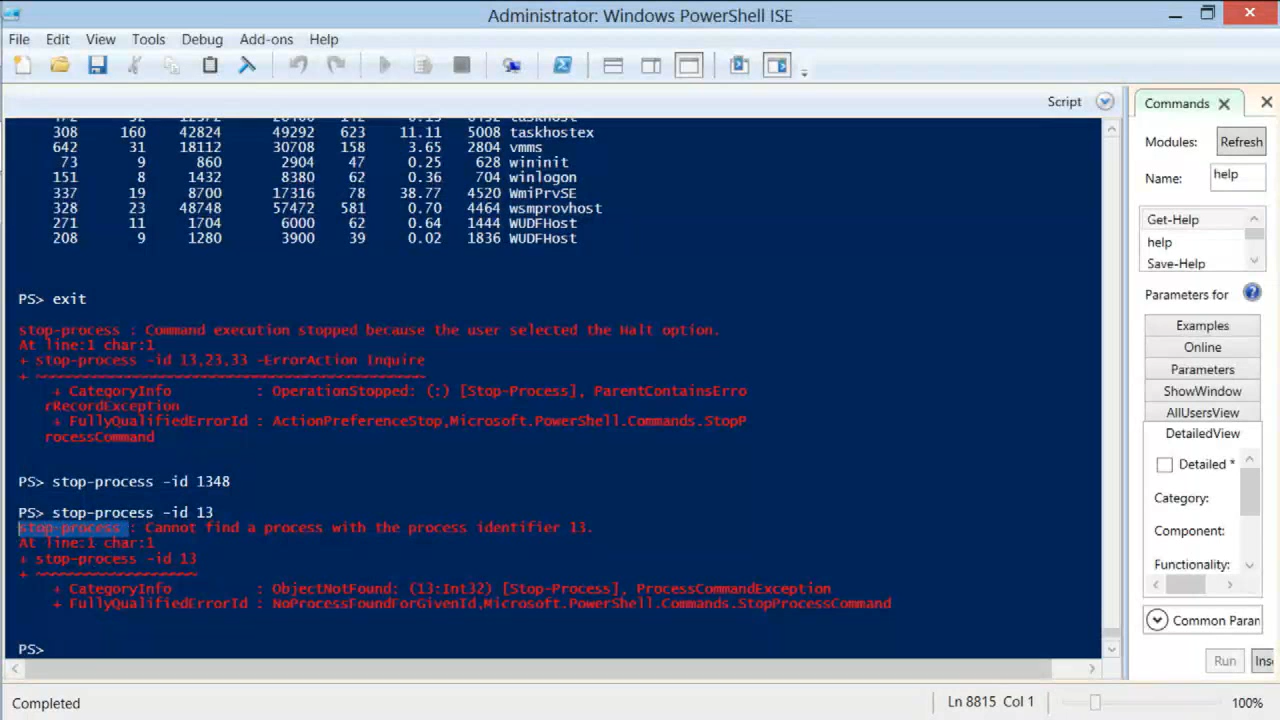 Administrator: Windows PowerShell ISE
File Edit View Tools Debug Add-ons Help
Script
Commands
308 160 42824 49292 623 11.11 5008 taskhostex
642 31 18112 30708 158 3.65 2804 vmms
73 9 860 2904 47 0.25 628 wininit
151 8 1432 8380 62 0.36 704 winlogon
337 19 8700 17316 78 38.77 4520 WmiPrvSE
328 23 48748 57472 581 0.70 4464 wsmprovhost
271 11 1704 6000 62 0.64 1444 WUDFHost
208 9 1280 3900 39 0.02 1836 WUDFHost
PS> exit
stop-process : Command execution stopped because the user selected the Halt option.
At line:1 char:1
+ stop-process -id 13,23,33 -ErrorAction Inquire
+ ~~~~~~~~~~~~~~~~~~~~~~~~~~~~~~~~~~~~~~~~~~~~~~
+ CategoryInfo : OperationStopped: (:) [Stop-Process], ParentContainsErro
rRecordException
+ FullyQualifiedErrorId : ActionPreferenceStop,Microsoft.PowerShell.Commands.StopP
rocessCommand
PS> stop-process -id 1348
PS> stop-process -id 13
stop-process : Cannot find a process with the process identifier 13.
At line:1 char:1
+ stop-process -id 13
+ ~~~~~~~~~~~~~~~~~~~
+ CategoryInfo : ObjectNotFound: (13:Int32) [Stop-Process], ProcessCommandException
+ FullyQualifiedErrorId : NoProcessFoundForGivenId,Microsoft.PowerShell.Commands.StopProcessCommand
PS>
Modules: Refresh
Name: help
Get-Help
help
Save-Help
Parameters for
Examples
Online
Parameters
ShowWindow
AllUsersView
DetailedView
Detailed *
Category:
Component:
Functionality:
Common Paran
Run Ins
Completed
Ln 8815 Col 1
100%